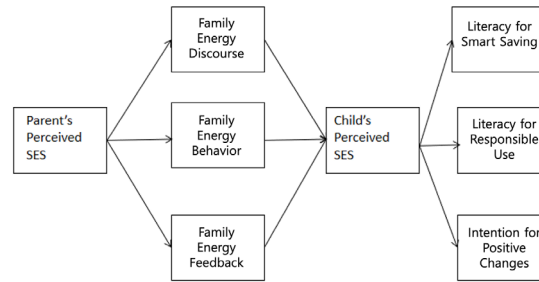 Parent's
Perceived
SES
Family
Energy
Discourse
Family
Energy
Behavior
Family
Energy
Feedback
Child's
Perceived
SES
Literacy for
Smart Saving
Literacy for
Responsible
Use
Intention for
Positive
Changes